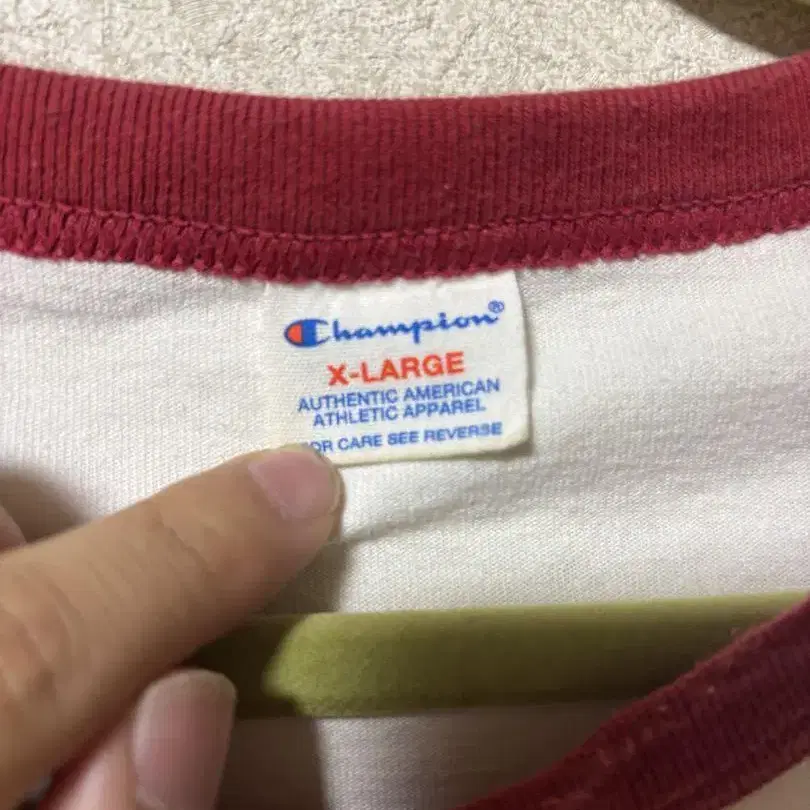 Champion®
X-LARGE
AUTHENTIC AMERICAN
ATHLETIC APPAREL
CARE SEE REVERSE